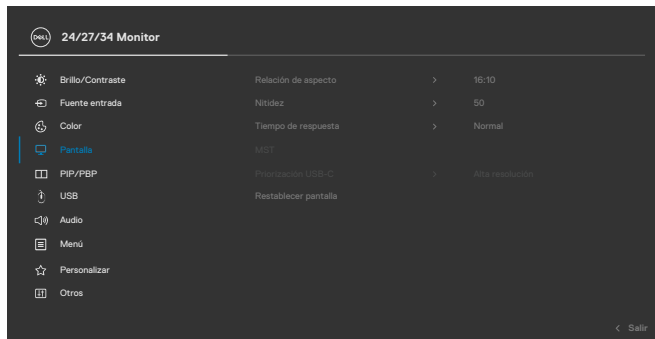 DELL 24/27/34 Monitor
Brillo/Contraste Relación de aspecto > 16:10
Fuente entrada Nitidez > 50
Color Tiempo de respuesta > Normal
Pantalla MST
PIP/PBP Priorización USB-C > Alta resolución
USB Restablecer pantalla
Audio
Menú
Personalizar
Otros
< Salir